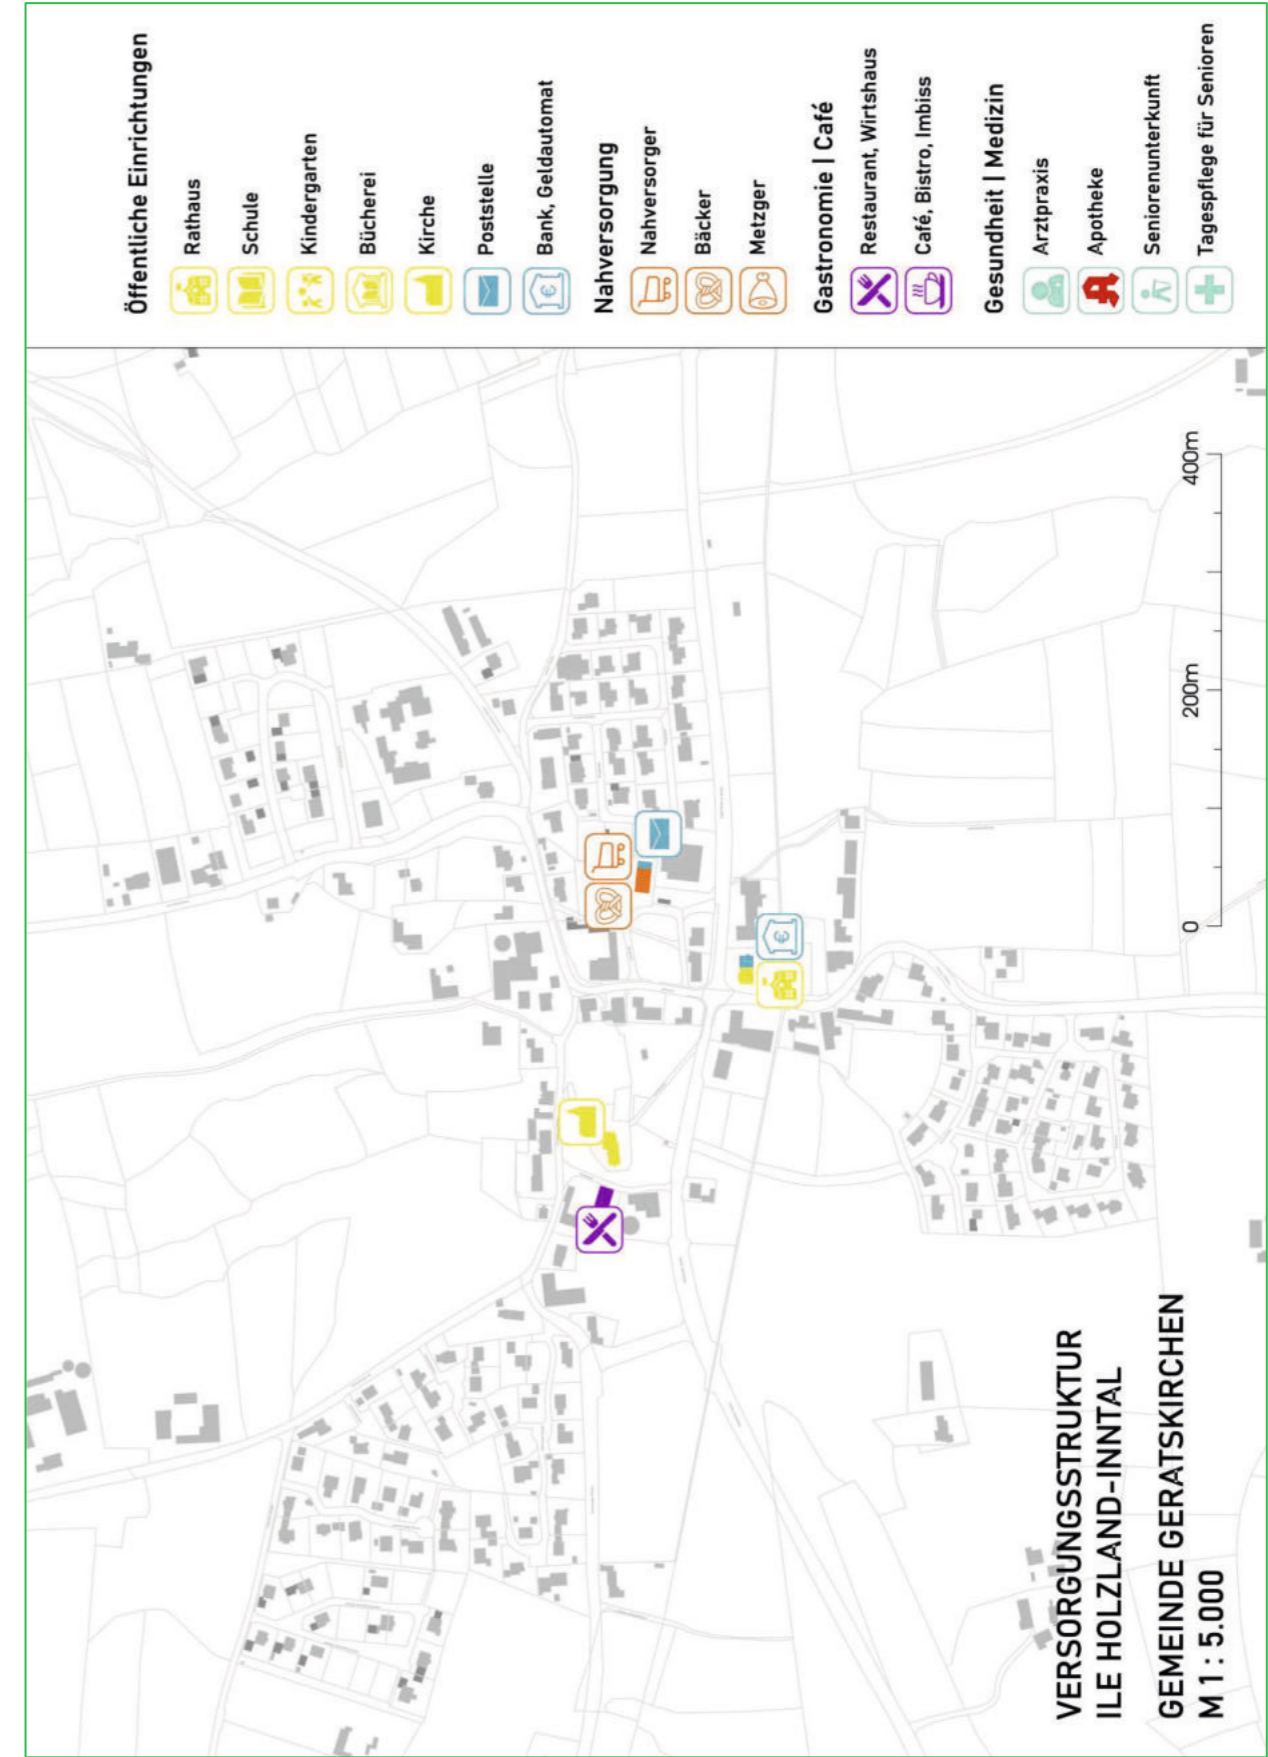 VERSORGUNGSSTRUKTUR
ILE HOLZLAND-INNTAL
GEMEINDE GERATSKIRCHEN
M 1 : 5.000
0
200m
400m
Öffentliche Einrichtungen
Rathaus
Schule
Kindergarten
Bücherei
Kirche
Poststelle
Bank, Geldautomat
Nahversorgung
Nahversorger
Bäcker
Metzger
Gastronomie | Café
Restaurant, Wirtshaus
Café, Bistro, Imbiss
Gesundheit | Medizin
Arztpraxis
Apotheke
Seniorenunterkunft
Tagespflege für Senioren